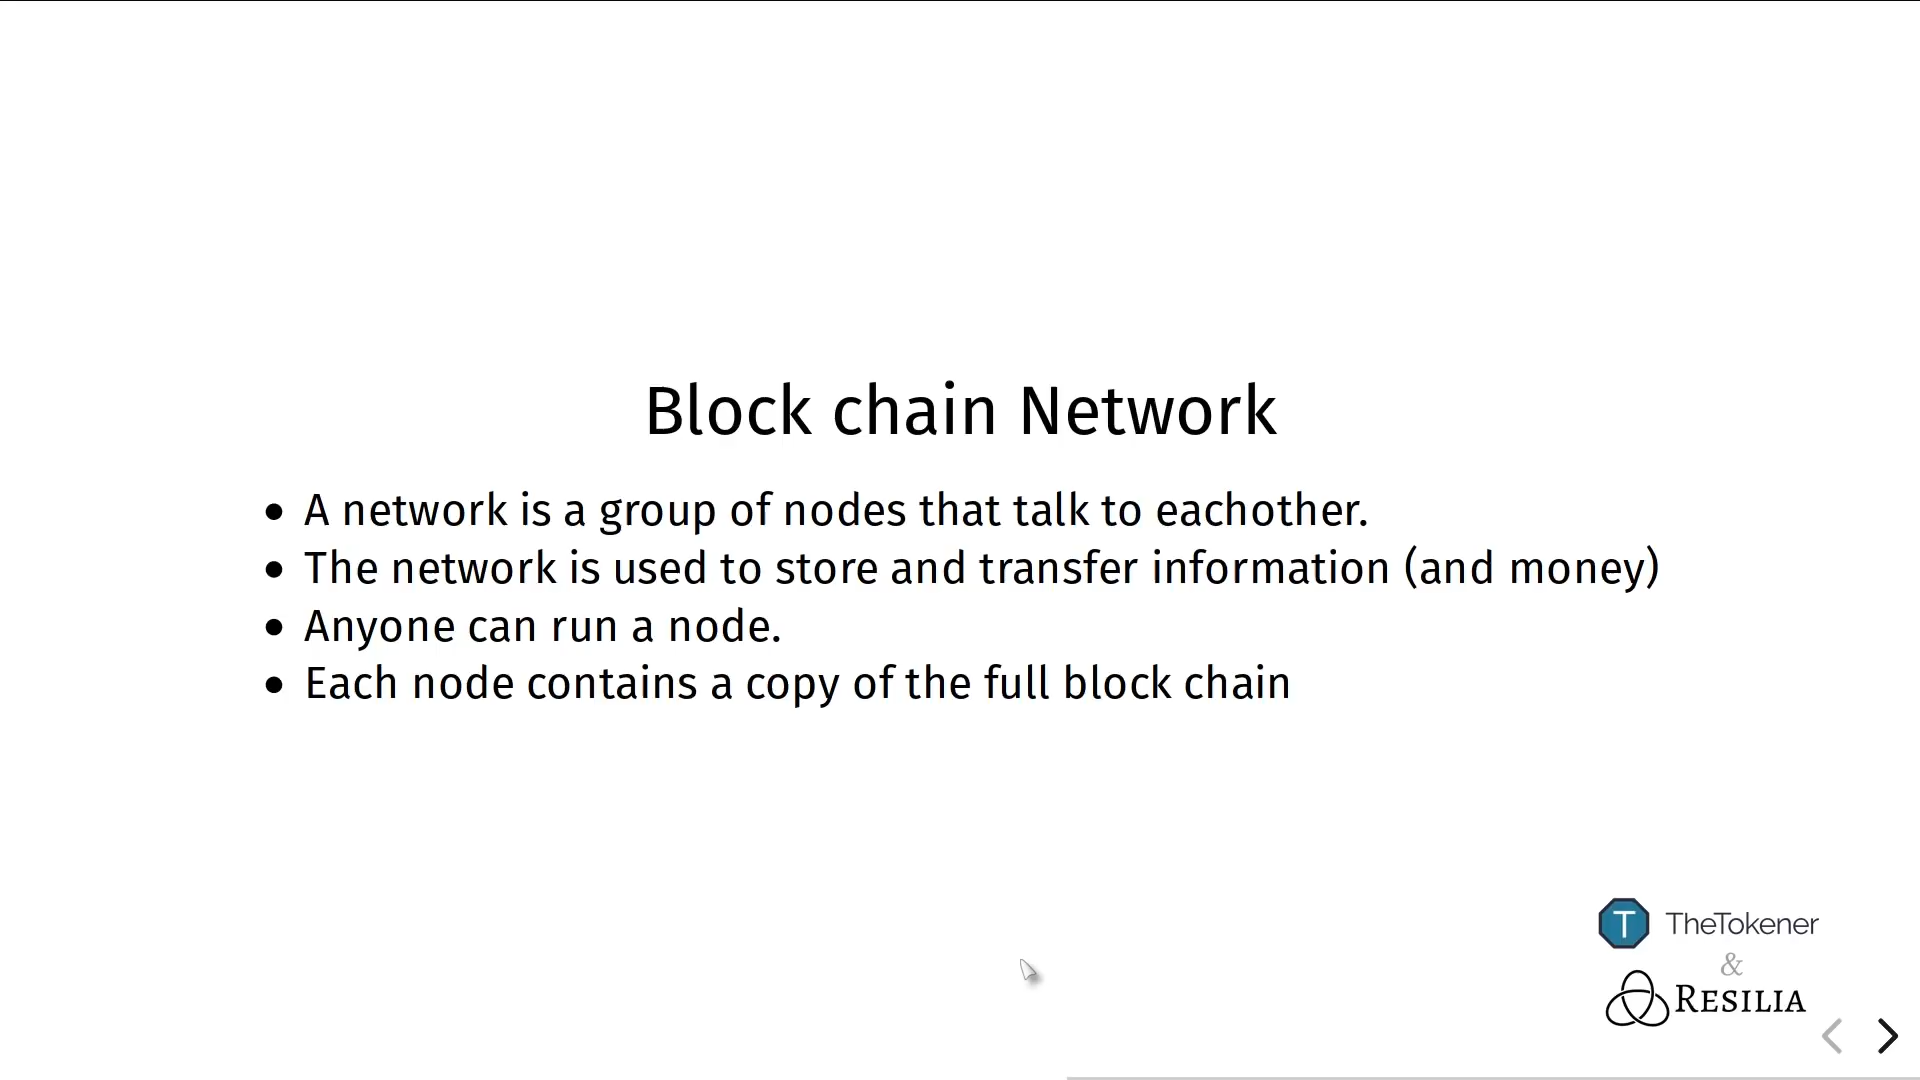 Block chain Network
• A network is a group of nodes that talk to eachother.
• The network is used to store and transfer information (and money)
• Anyone can run a node.
• Each node contains a copy of the full block chain
T TheTokener
&
RESILIA